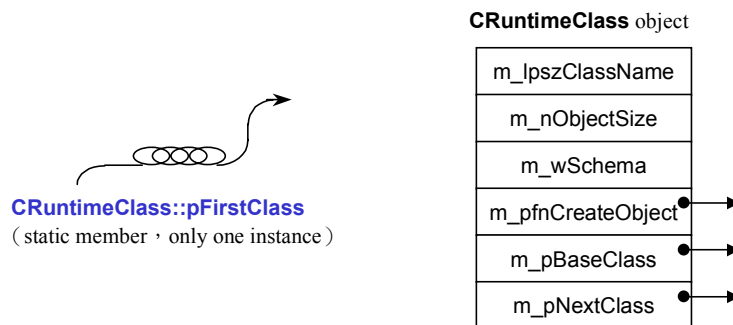 CRuntimeClass object
m_lpszClassName
m_nObjectSize
m_wSchema
m_pfnCreateObject
m_pBaseClass
m_pNextClass
CRuntimeClass::pFirstClass
（static member，only one instance）